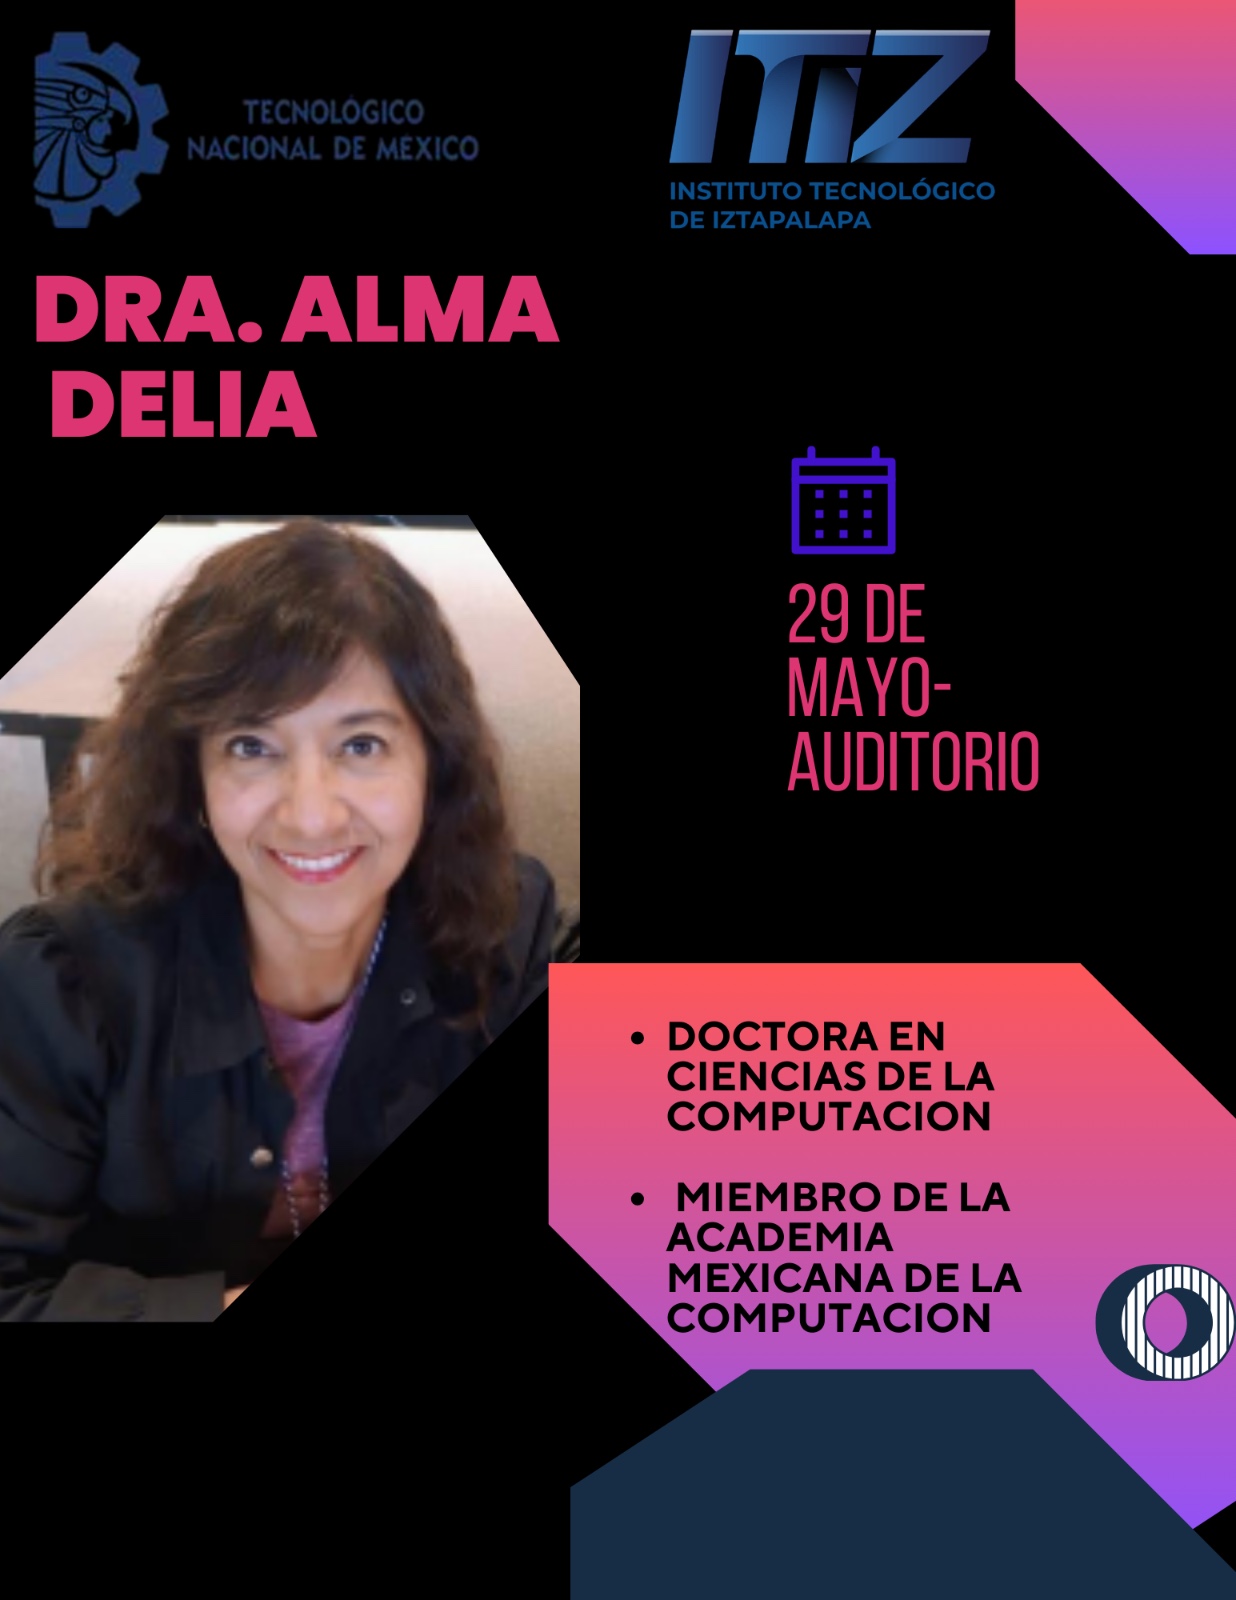 TECNOLÓGICO
NACIONAL DE MÉXICO
ITIZ
INSTITUTO TECNOLÓGICO
DE IZTAPALAPA
DRA. ALMA
DELIA
29 DE
MAYO-
AUDITORIO
• DOCTORA EN
CIENCIAS DE LA
COMPUTACION
• MIEMBRO DE LA
ACADEMIA
MEXICANA DE LA
COMPUTACION